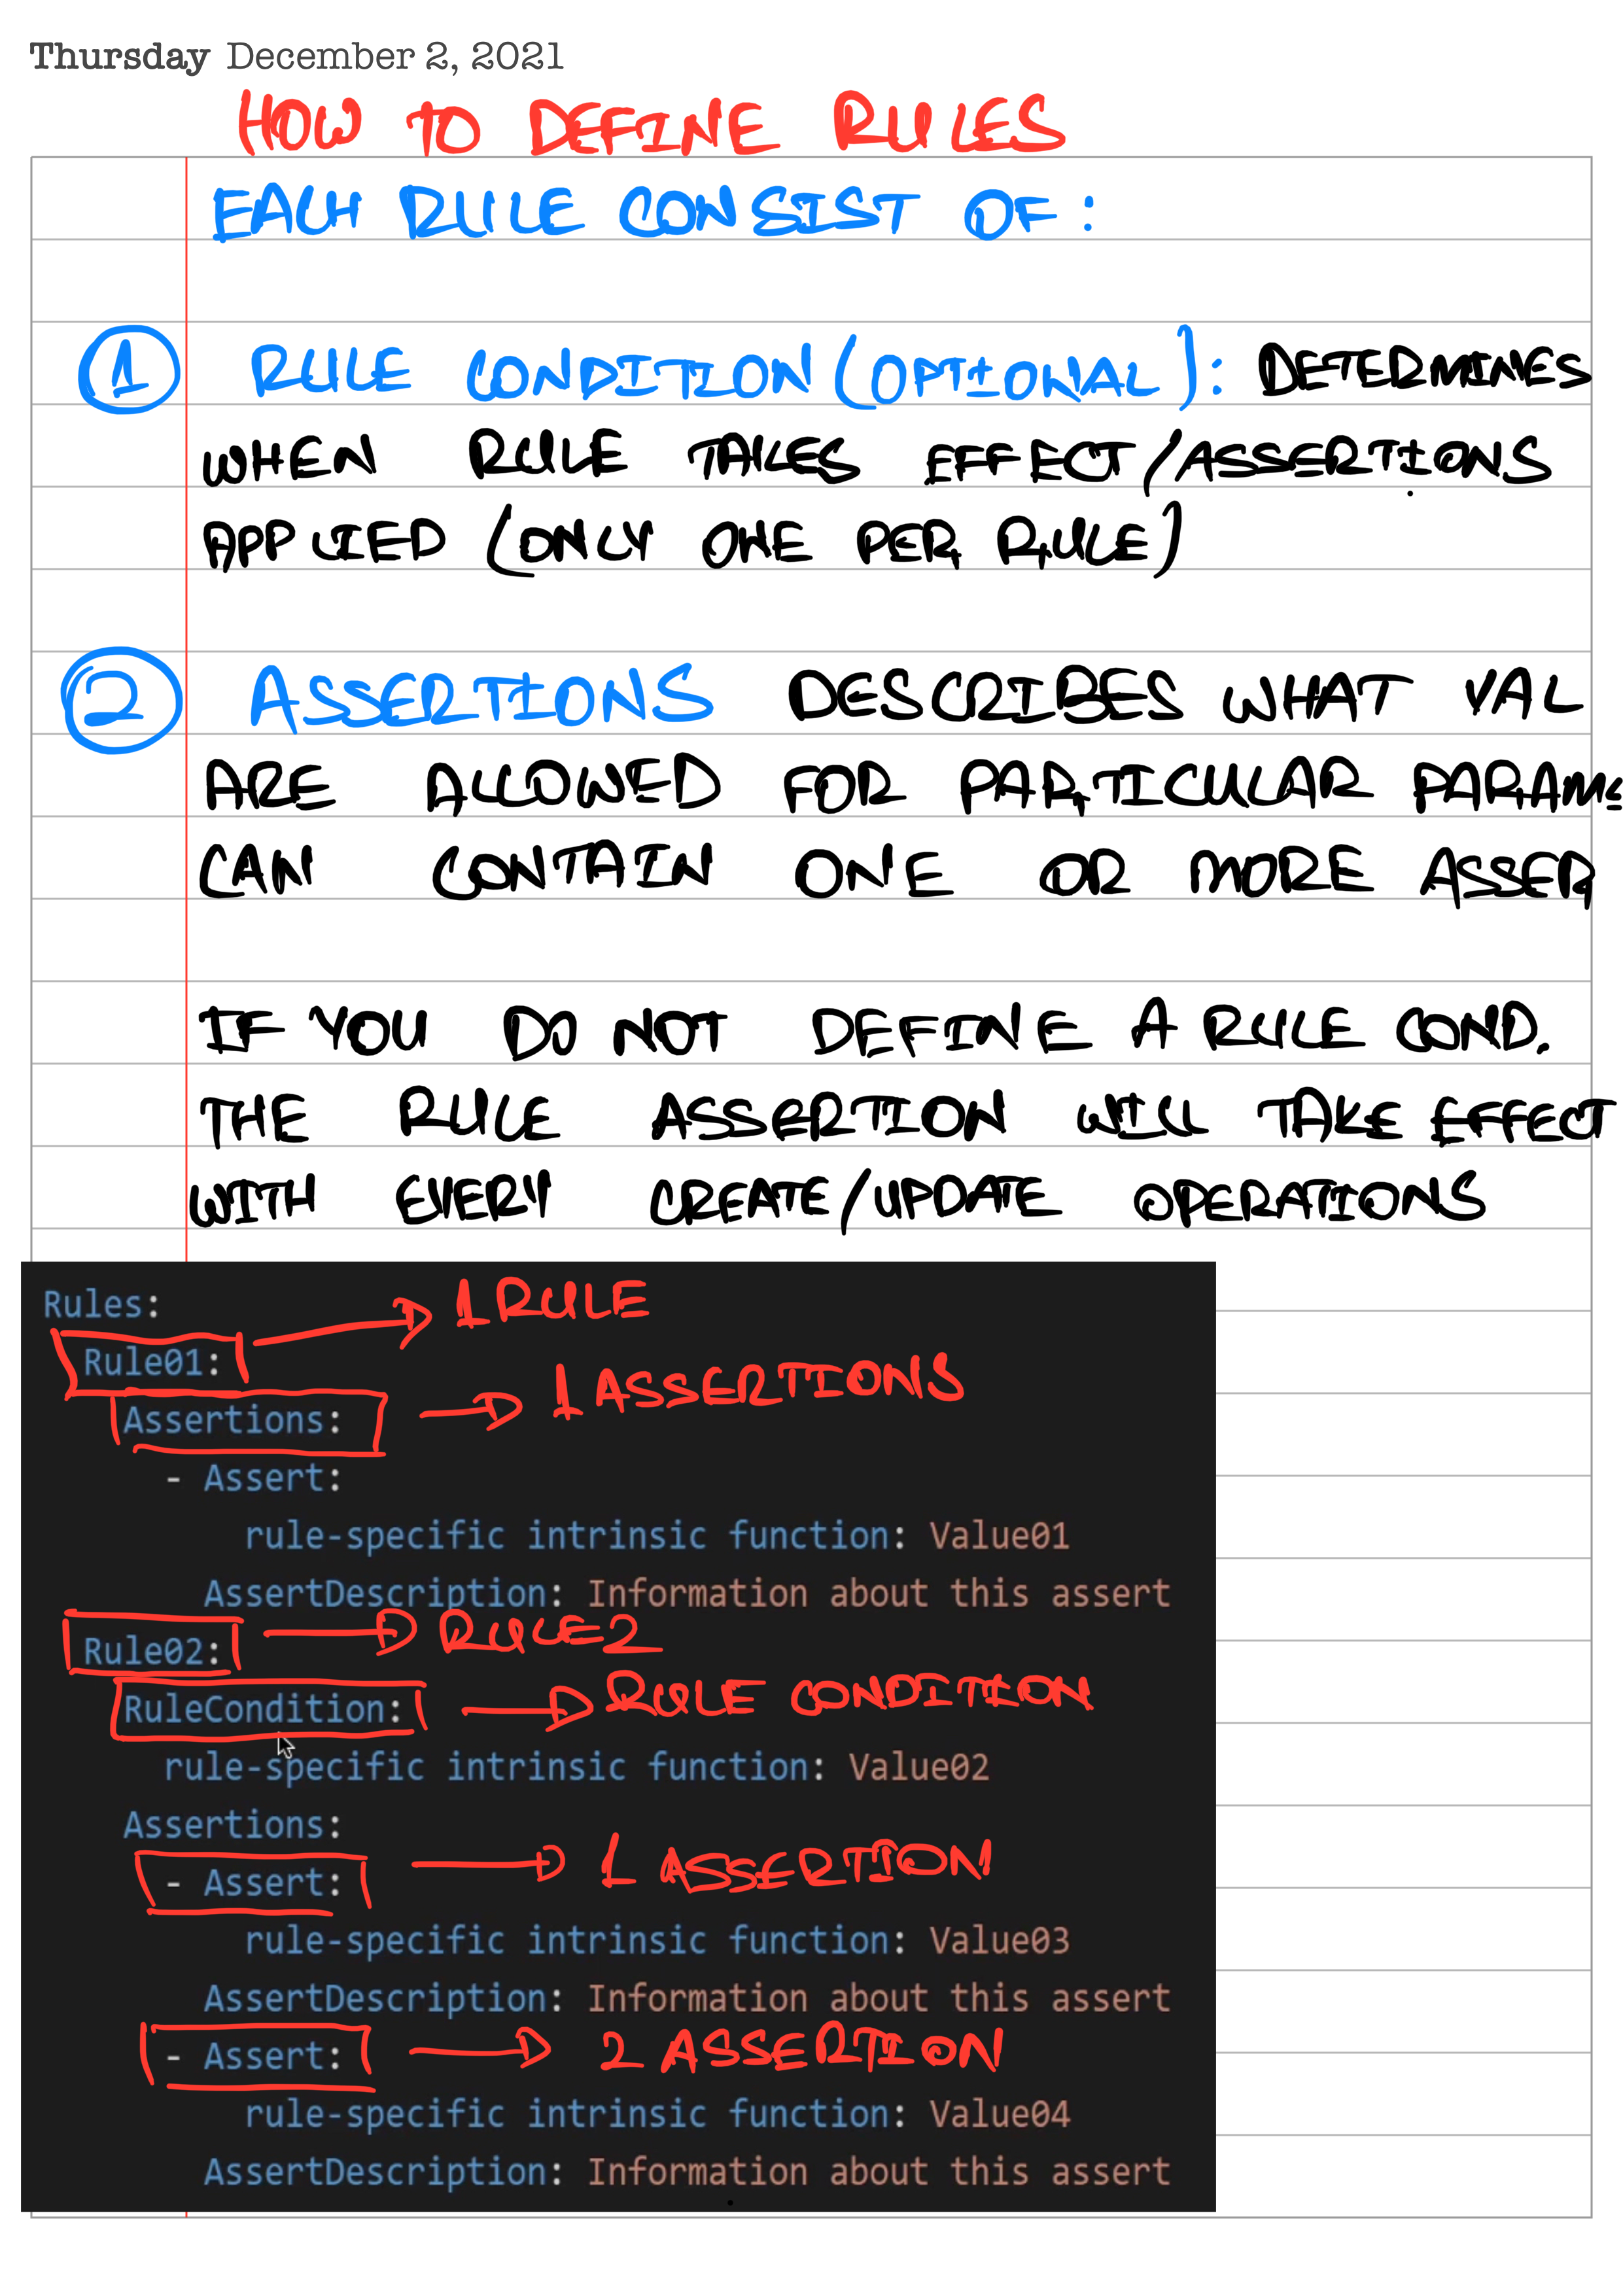 Thursday December 2, 2021
HOW TO DEFINE RULES
EACH RULE CONSIST OF :
1 RULE CONDITION (OPTIONAL) : DETERMINES
WHEN RULE TAKES EFFECT/ASSERTIONS
APPLIED (ONLY ONE PER RULE)
2 ASSERTIONS DESCRIBES WHAT VAL
ARE ALLOWED FOR PARTICULAR PARAMS
CAN CONTAIN ONE OR MORE ASSER
IF YOU DO NOT DEFINE A RULE COND.
THE RULE ASSERTION WILL TAKE EFFECT
WITH EVERY CREATE/UPDATE OPERATIONS
Rules:
1 RULE
Rule01:
1 ASSERTIONS
Assertions:
- Assert:
rule-specific intrinsic function: Value01
AssertDescription: Information about this assert
Rule02: RULE2
RuleCondition: RULE CONDITION
rule-specific intrinsic function: Value02
Assertions:
- Assert: 1 ASSERTION
rule-specific intrinsic function: Value03
AssertDescription: Information about this assert
- Assert: 2 ASSERTION
rule-specific intrinsic function: Value04
AssertDescription: Information about this assert